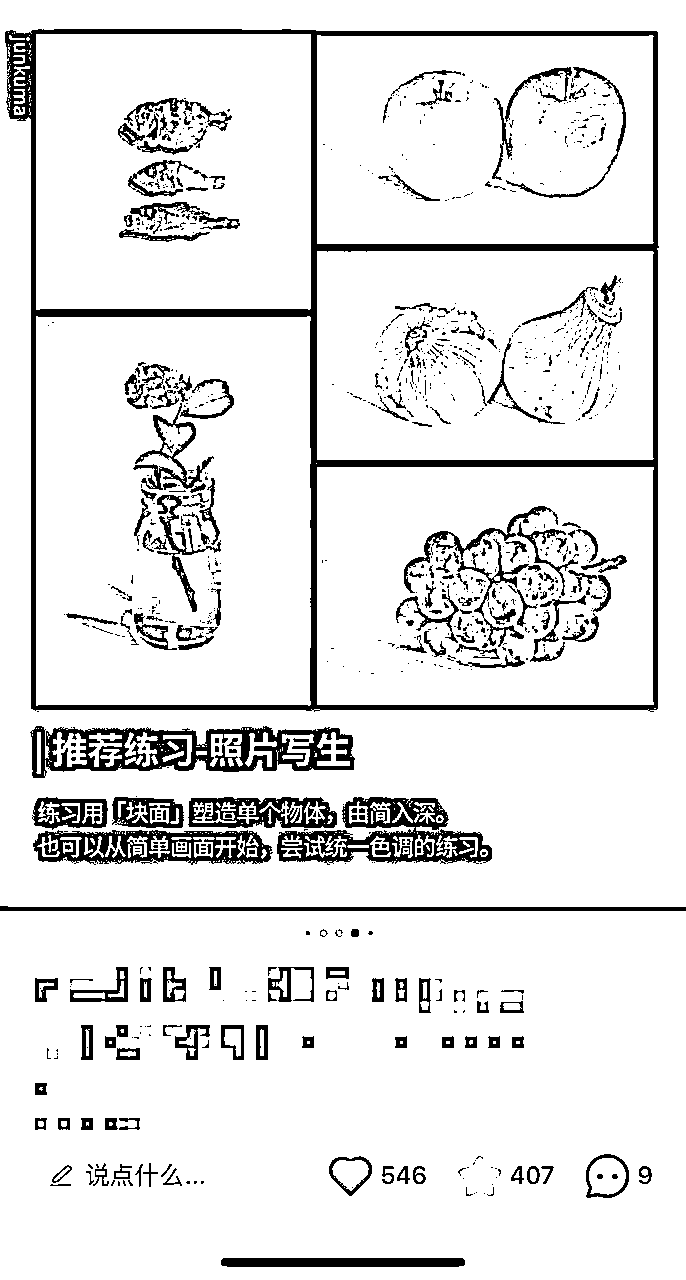 junkuma
推荐练习-照片写生
练习用「块面」塑造单个物体，由简入深。
也可以从简单画面开始，尝试统一色调的练习。
说点什么...
546
407
9